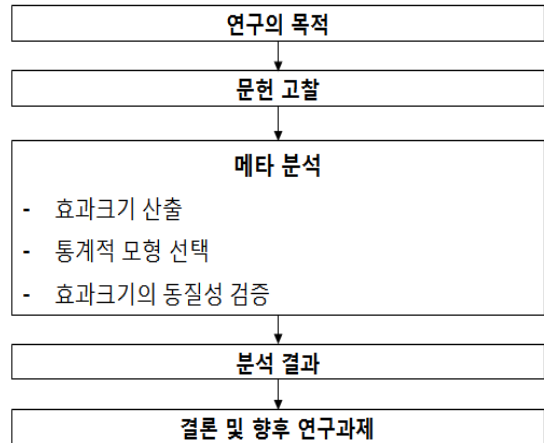 연구의 목적
문헌 고찰
메타 분석
- 효과크기 산출
- 통계적 모형 선택
- 효과크기의 동질성 검증
분석 결과
결론 및 향후 연구과제